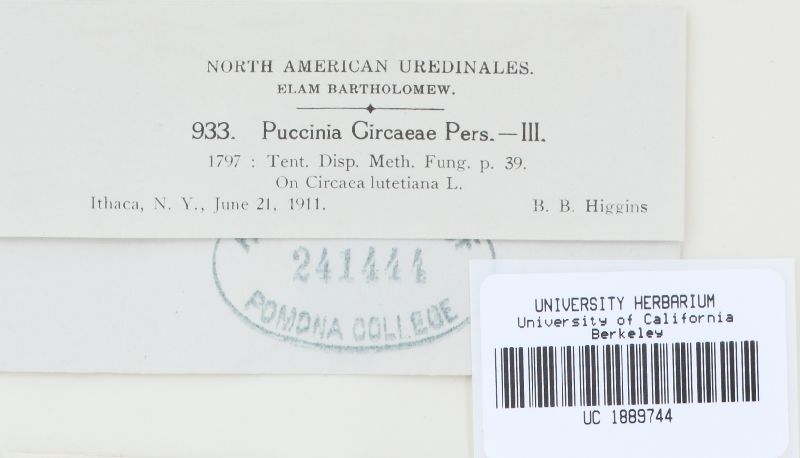 NORTH AMERICAN UREDINALES.
ELAM BARTHOLOMEW.
933. Puccinia Circaeae Pers.—III.
1797 : Tent. Disp. Meth. Fung. p. 39.
On Circaea lutetiana L.
Ithaca, N. Y., June 21, 1911. B. B. Higgins
241444
POMONA COLLEGE
UNIVERSITY HERBARIUM
University of California
Berkeley
UC 1889744